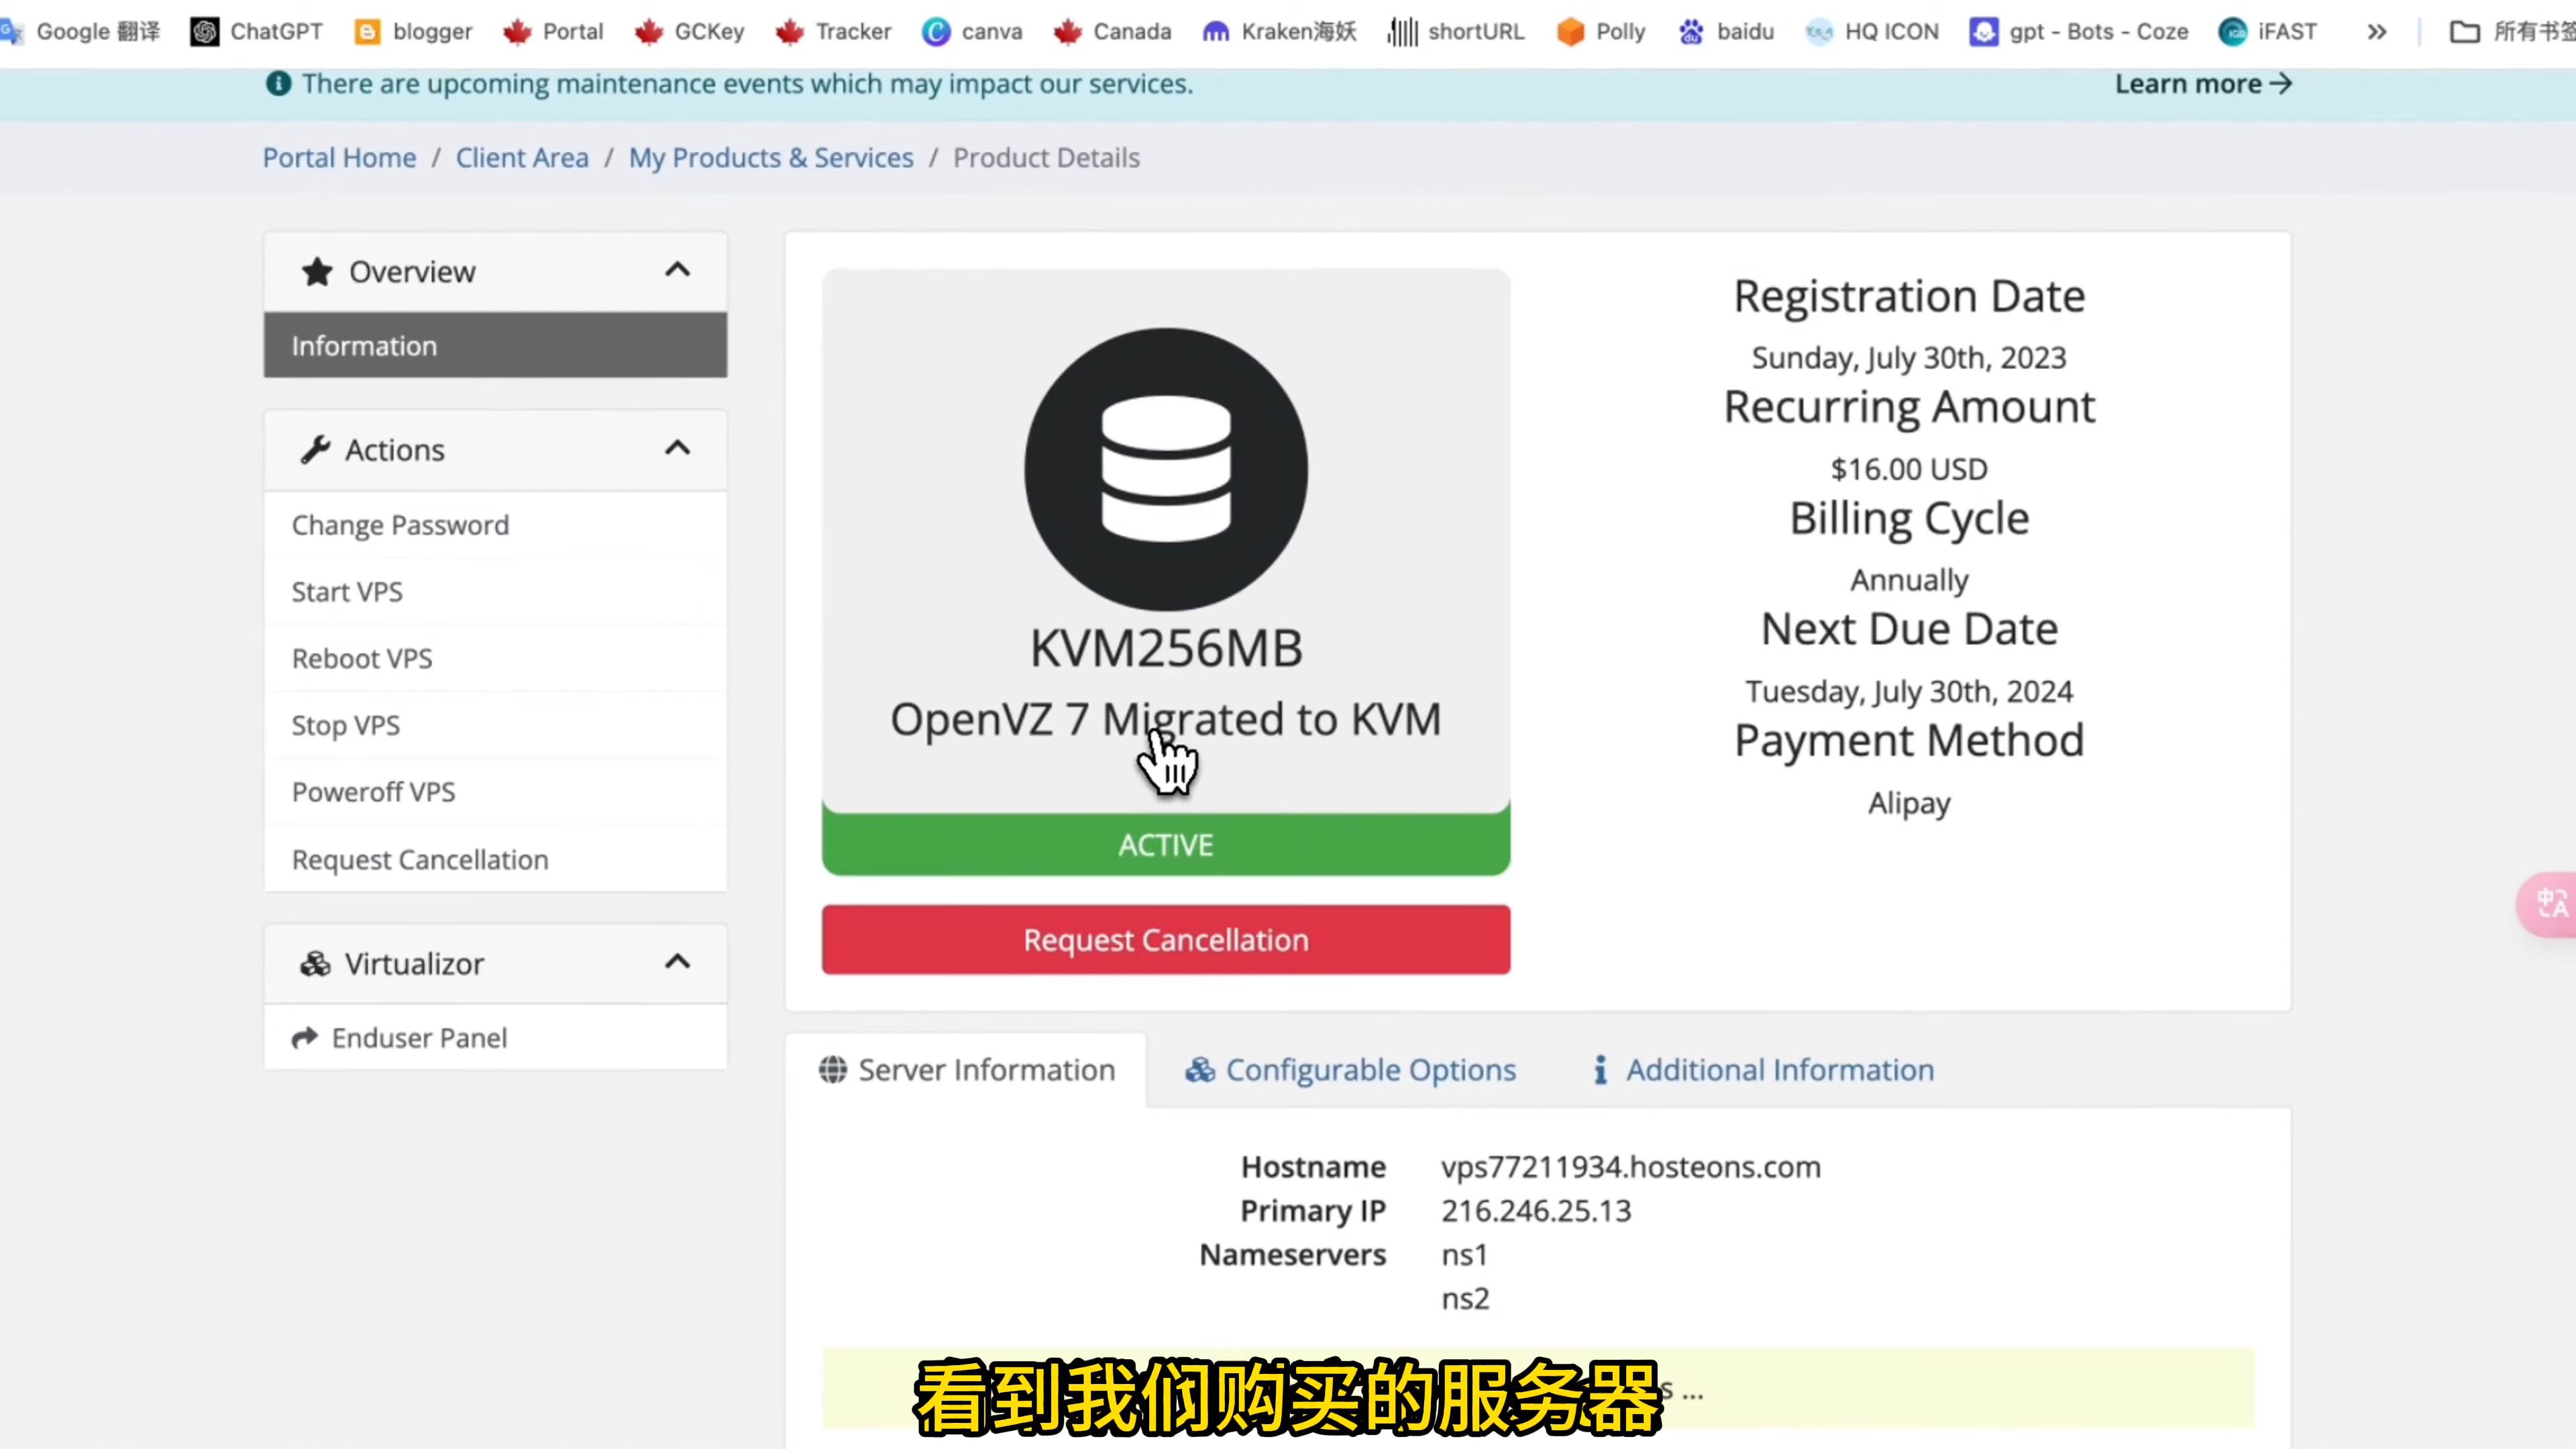 Google 翻译 ChatGPT blogger Portal GCKey Tracker canva Canada Kraken海妖 shortURL Polly baidu HQ ICON gpt - Bots - Coze iFAST » 所有书签
There are upcoming maintenance events which may impact our services. Learn more →
Portal Home / Client Area / My Products & Services / Product Details
Overview
Information
Actions
Change Password
Start VPS
Reboot VPS
Stop VPS
Poweroff VPS
Request Cancellation
Virtualizor
Enduser Panel
KVM256MB
OpenVZ 7 Migrated to KVM
ACTIVE
Request Cancellation
Registration Date
Sunday, July 30th, 2023
Recurring Amount
$16.00 USD
Billing Cycle
Annually
Next Due Date
Tuesday, July 30th, 2024
Payment Method
Alipay
Server Information Configurable Options Additional Information
Hostname vps77211934.hosteons.com
Primary IP 216.246.25.13
Nameservers ns1
ns2
看到我们购买的服务器